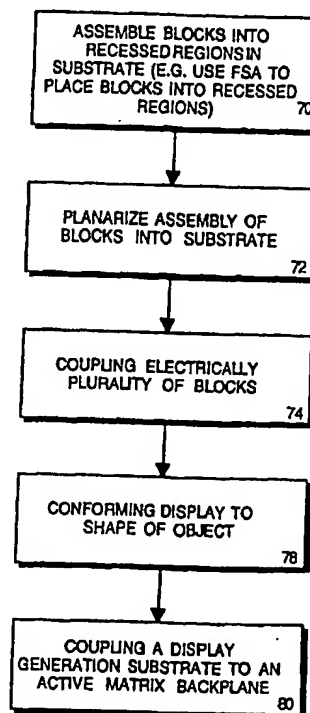 ASSEMBLE BLOCKS INTO
RECESSED REGIONS IN
SUBSTRATE (E.G. USE FSA TO
PLACE BLOCKS INTO RECESSED
REGIONS) 70
PLANARIZE ASSEMBLY OF
BLOCKS INTO SUBSTRATE
72
COUPLING ELECTRICALLY
PLURALITY OF BLOCKS
74
CONFORMING DISPLAY TO
SHAPE OF OBJECT
78
COUPLING A DISPLAY
GENERATION SUBSTRATE TO AN
ACTIVE MATRIX BACKPLANE 80